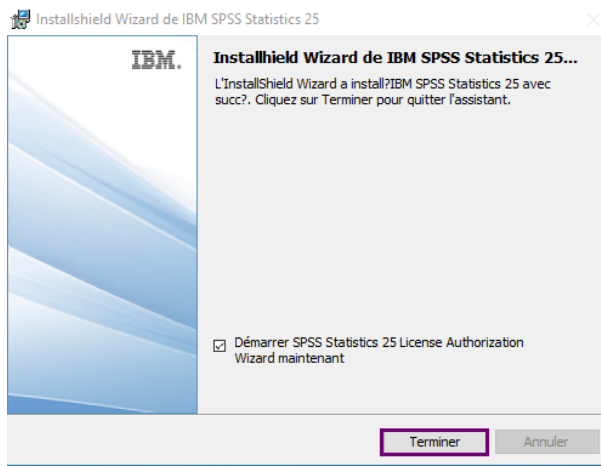 Installshield Wizard de IBM SPSS Statistics 25
IBM.
Installhield Wizard de IBM SPSS Statistics 25...
L'InstallShield Wizard a install?IBM SPSS Statistics 25 avec
succ?. Cliquez sur Terminer pour quitter l'assistant.
Démarrer SPSS Statistics 25 License Authorization
Wizard maintenant
Terminer
Annuler